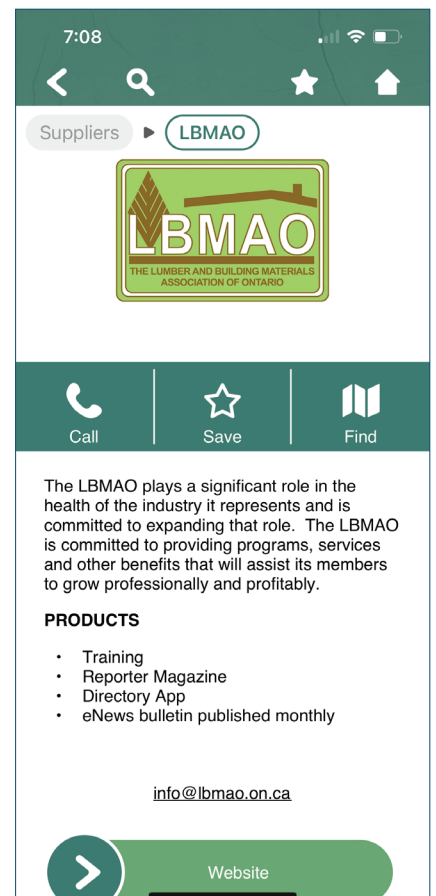 7:08
Suppliers
LBMAO
LBMAO
THE LUMBER AND BUILDING MATERIALS
ASSOCIATION OF ONTARIO
Call
Save
Find
The LBMAO plays a significant role in the
health of the industry it represents and is
committed to expanding that role.  The LBMAO
is committed to providing programs, services
and other benefits that will assist its members
to grow professionally and profitably.
PRODUCTS
• Training
• Reporter Magazine
• Directory App
• eNews bulletin published monthly
info@lbmao.on.ca
Website